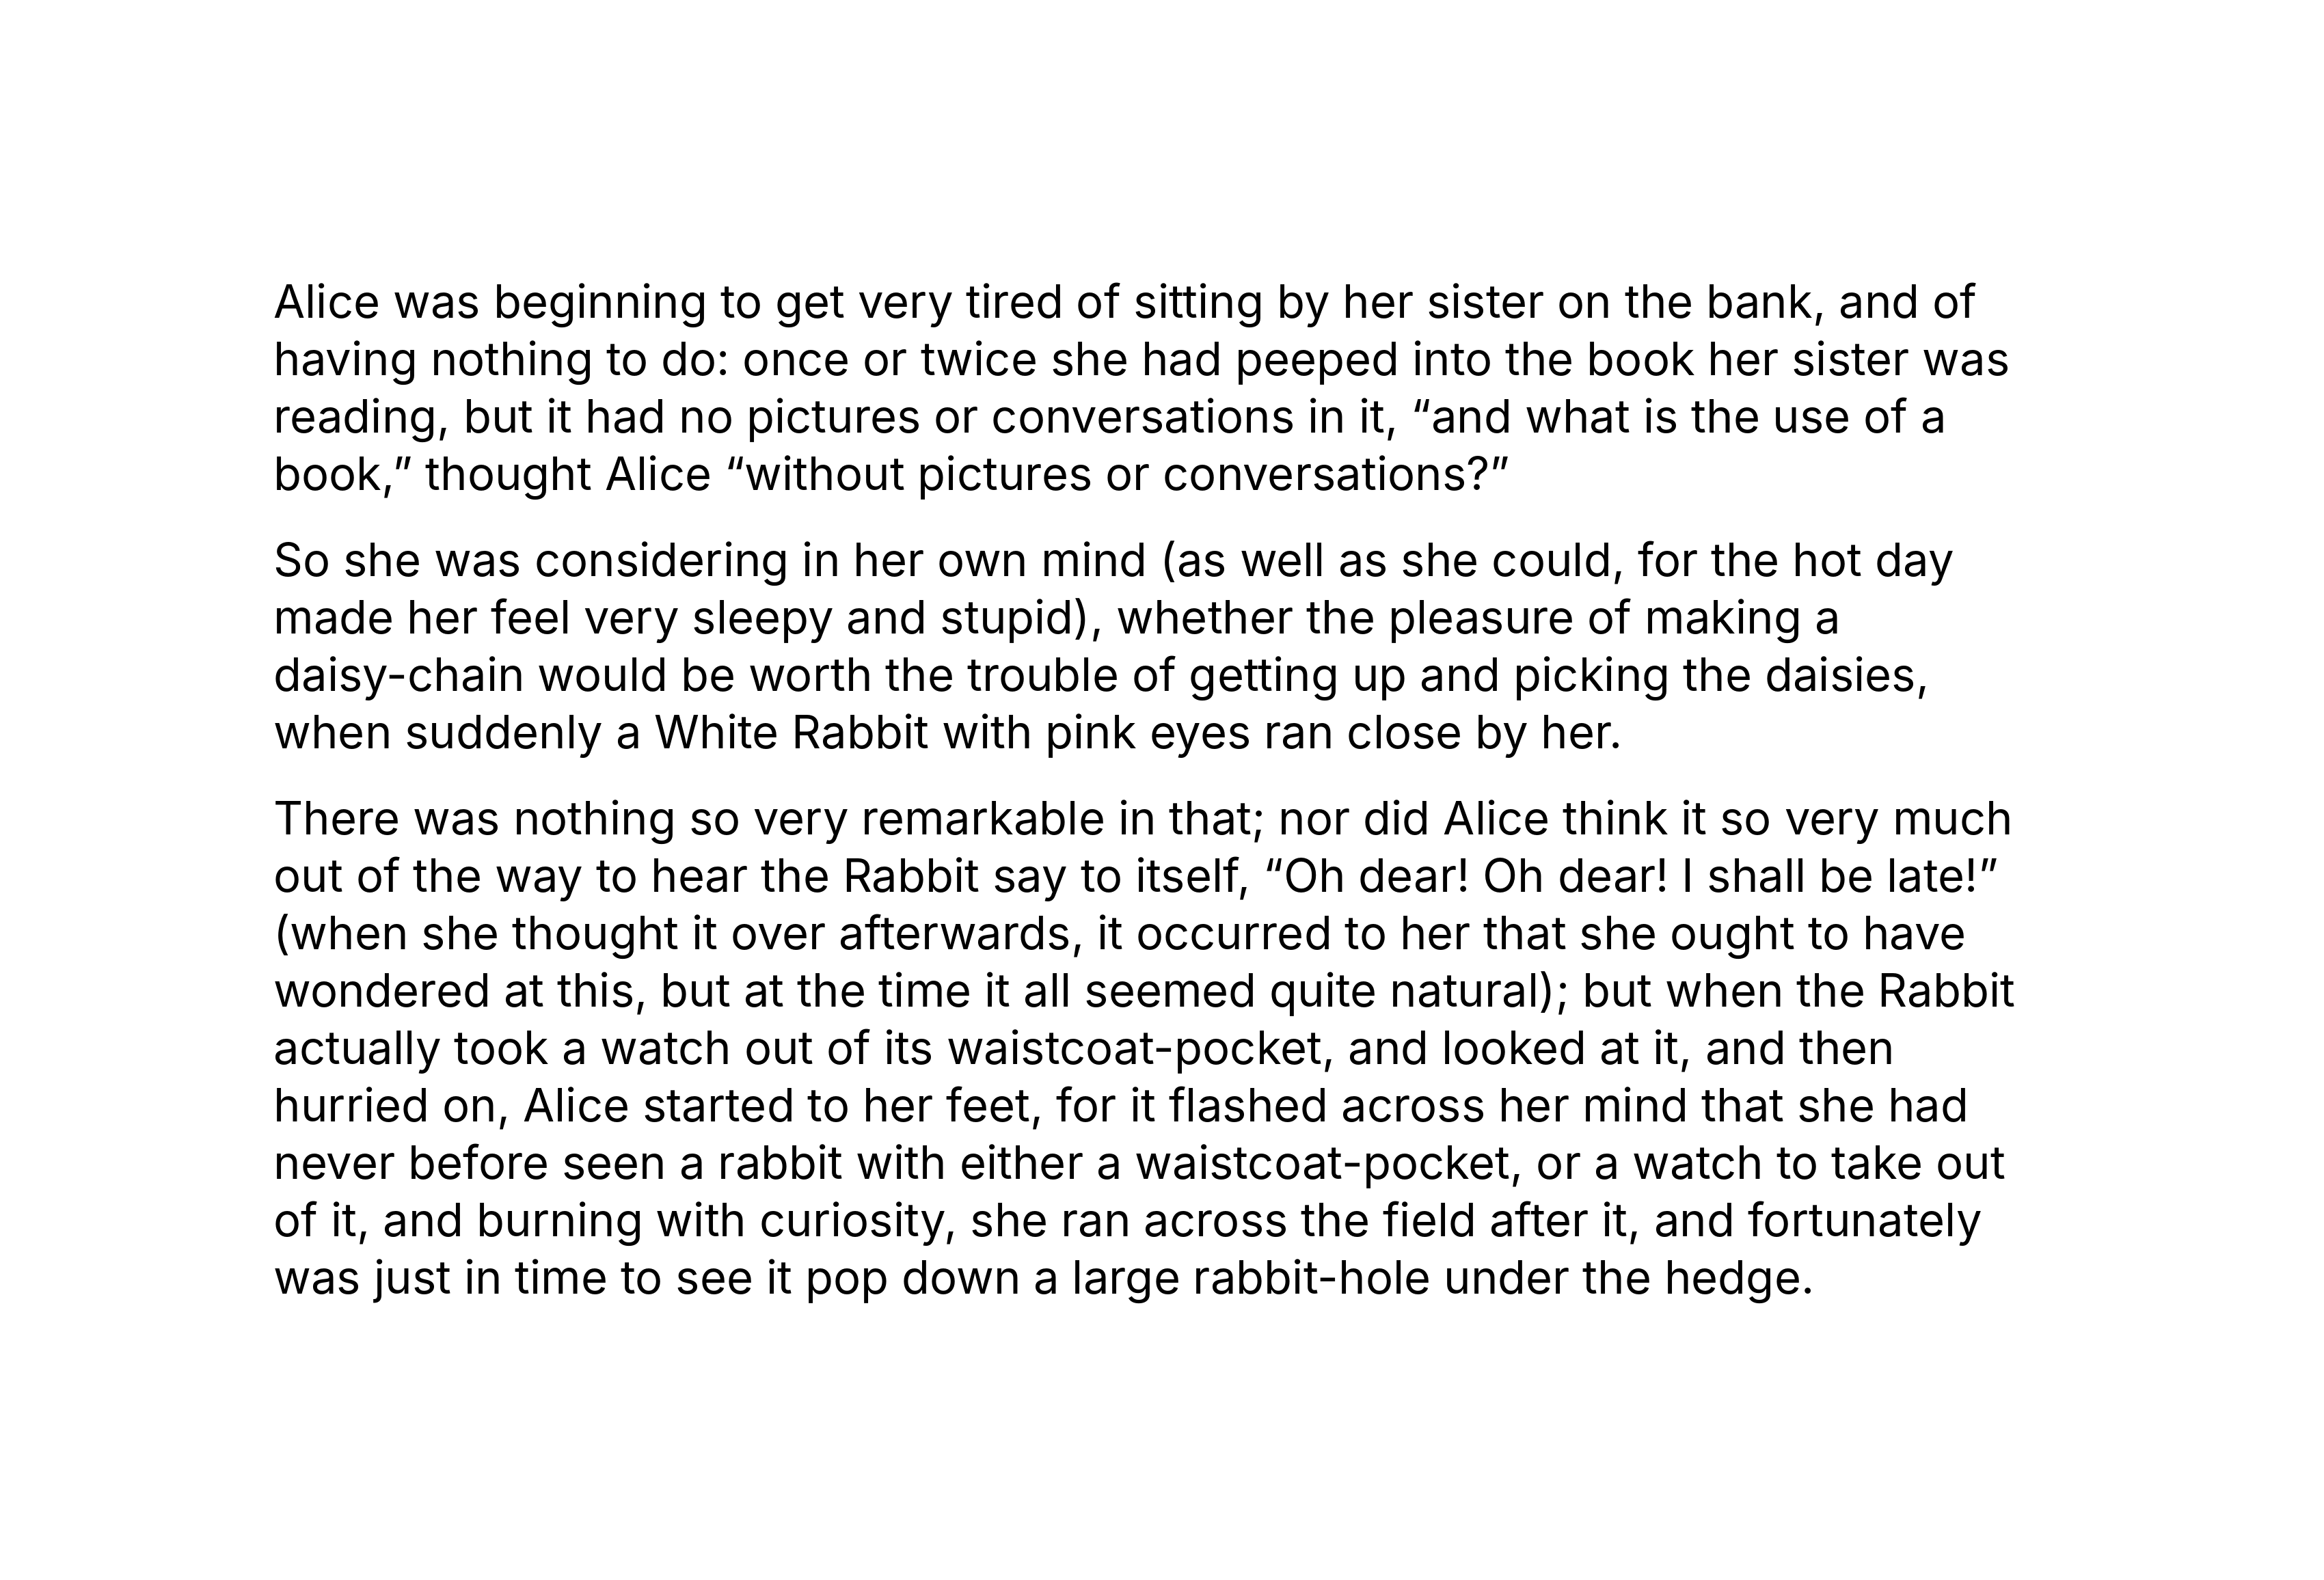 Alice was beginning to get very tired of sitting by her sister on the bank, and of
having nothing to do: once or twice she had peeped into the book her sister was
reading, but it had no pictures or conversations in it, “and what is the use of a
book,” thought Alice “without pictures or conversations?”
So she was considering in her own mind (as well as she could, for the hot day
made her feel very sleepy and stupid), whether the pleasure of making a
daisy-chain would be worth the trouble of getting up and picking the daisies,
when suddenly a White Rabbit with pink eyes ran close by her.
There was nothing so very remarkable in that; nor did Alice think it so very much
out of the way to hear the Rabbit say to itself, “Oh dear! Oh dear! I shall be late!”
(when she thought it over afterwards, it occurred to her that she ought to have
wondered at this, but at the time it all seemed quite natural); but when the Rabbit
actually took a watch out of its waistcoat-pocket, and looked at it, and then
hurried on, Alice started to her feet, for it flashed across her mind that she had
never before seen a rabbit with either a waistcoat-pocket, or a watch to take out
of it, and burning with curiosity, she ran across the field after it, and fortunately
was just in time to see it pop down a large rabbit-hole under the hedge.